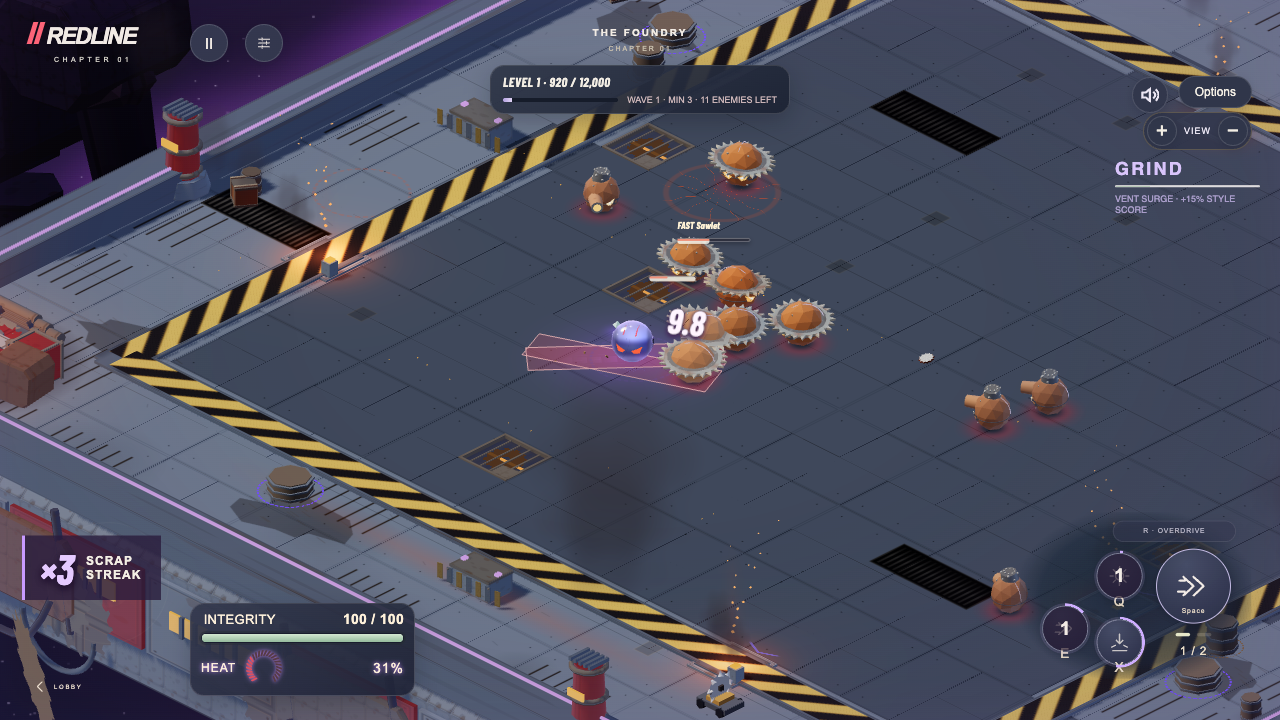 REDLINE
CHAPTER 01
THE FOUNDRY
CHAPTER 01
LEVEL 1 · 920 / 12,000
WAVE 1 · MIN 3 · 11 ENEMIES LEFT
Options
+ VIEW −
GRIND
VENT SURGE · +15% STYLE
SCORE
FAST Sawlet
9.8
×3 SCRAP
STREAK
INTEGRITY 100 / 100
HEAT 31%
LOBBY
R · OVERDRIVE
1
Q
Space
1
E
X
1 / 2